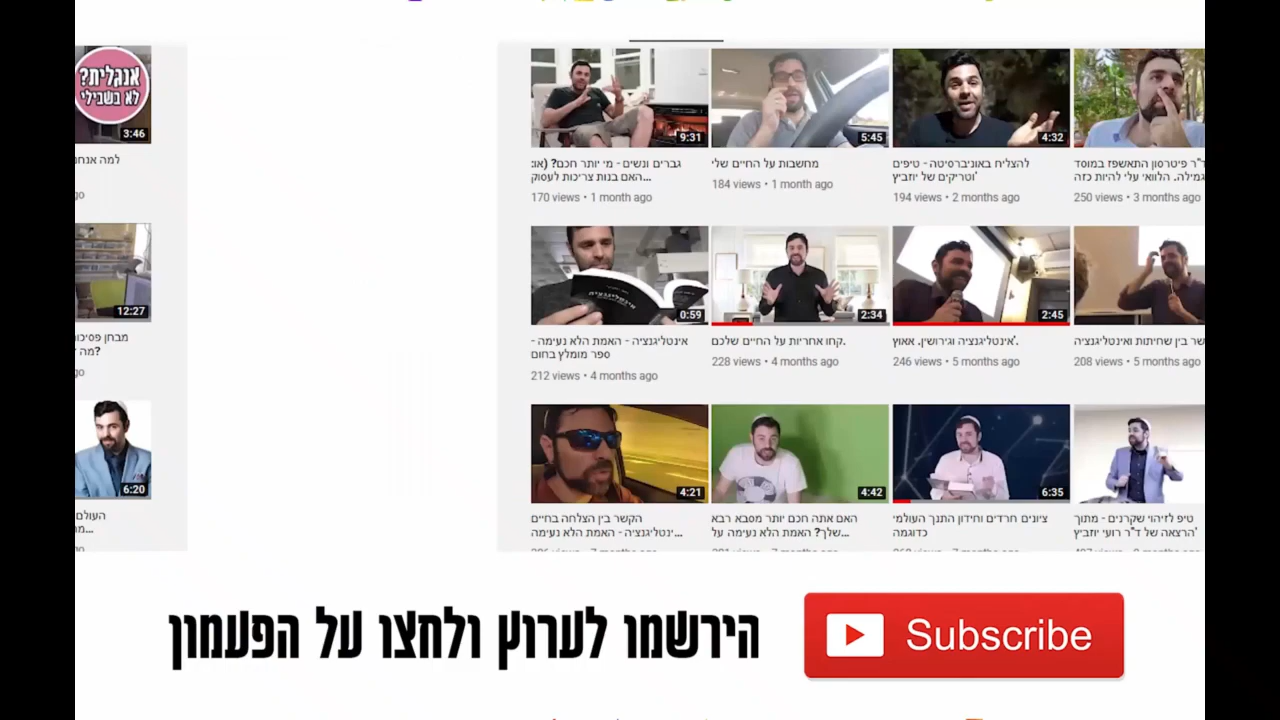 אנגלית?
לא בשבילי
3:46
9:31
5:45
4:32
למה אנחנ
גברים ונשים - מי יותר חכם? (או:
האם בנות צריכות לעסוק...
170 views • 1 month ago
מחשבות על החיים שלי
184 views • 1 month ago
להצליח באוניברסיטה - טיפים
וטריקים של יוזביץ'
194 views • 2 months ago
ד"ר פיטרסון התאשפז במוסד
גמילה. הלוואי עלי להיות כזה
250 views • 3 months ago
go
12:27
0:59
2:34
2:45
מבחן פסיכו
מה?
אינטליגנציה - האמת הלא נעימה -
ספר מומלץ בחום
212 views • 4 months ago
קחו אחריות על החיים שלכם.
228 views • 4 months ago
אינטליגנציה וגירושין. אאוץ'.
246 views • 5 months ago
שר בין שחיתות ואינטליגנציה
208 views • 5 months ago
go
6:20
4:21
4:42
6:35
העולם
הקשר בין הצלחה בחיים
ינטליגנציה - האמת הלא נעימה...
האם אתה חכם יותר מסבא רבא
שלך? האמת הלא נעימה על...
ציונים חרדים וחידון התנך העולמי
כדוגמה
טיפ לזיהוי שקרנים - מתוך
הרצאה של ד"ר רועי יוזביץ'
הירשמו לערוץ ולחצו על הפעמון
Subscribe